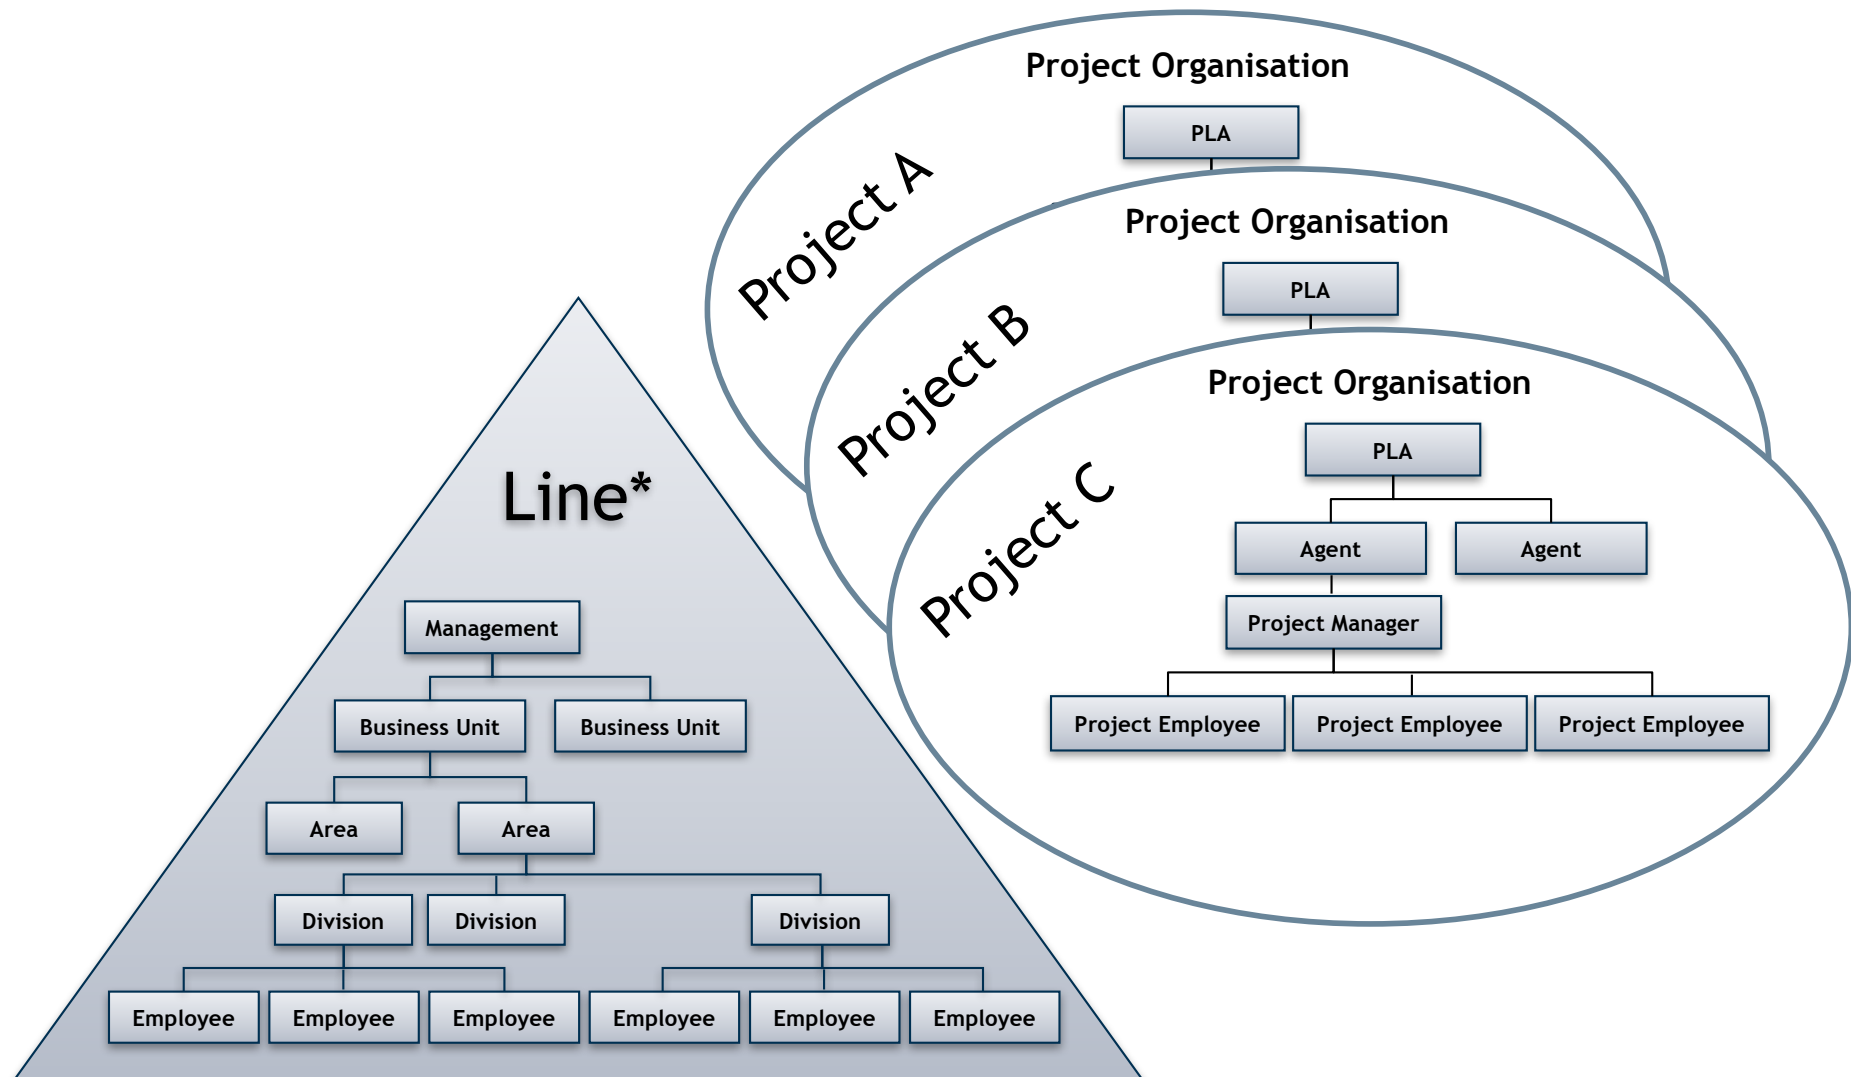 Project Organisation
PLA
Project A
Project Organisation
PLA
Project B
Project Organisation
PLA
Project C
Agent Agent
Project Manager
Project Employee Project Employee Project Employee
Line*
Management
Business Unit Business Unit
Area Area
Division Division Division
Employee Employee Employee Employee Employee Employee